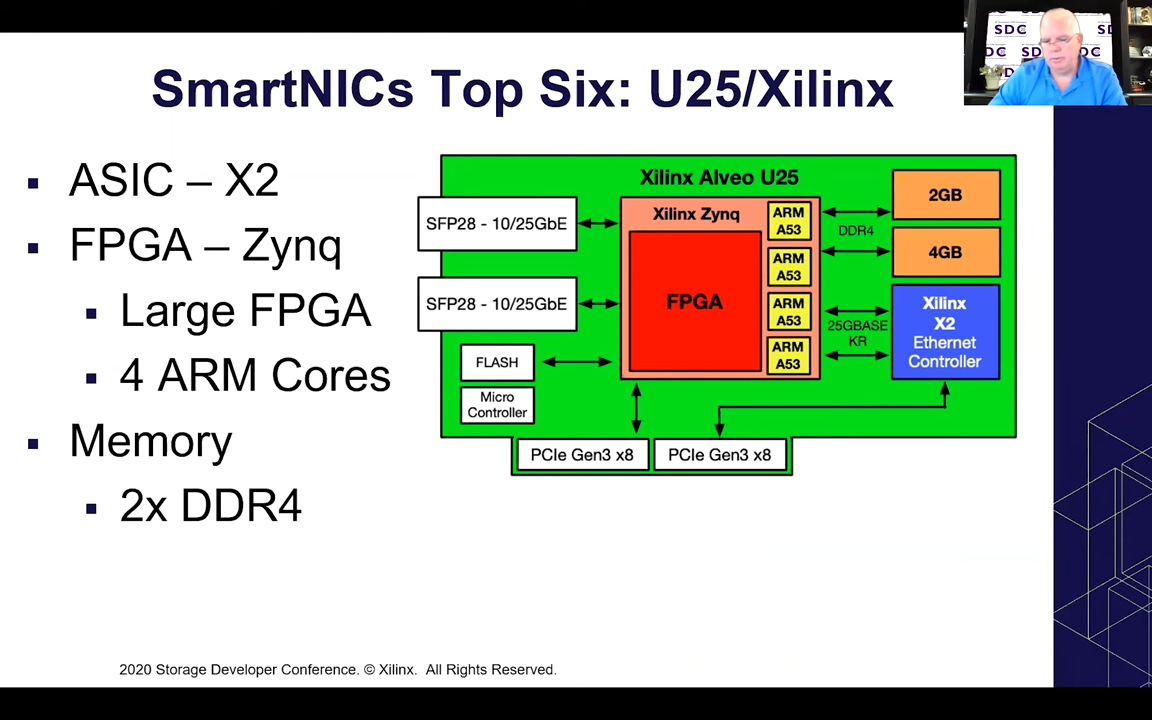 SmartNICs Top Six: U25/Xilinx
SDC
SDC
SDC
SDC
ASIC – X2
FPGA – Zynq
Large FPGA
4 ARM Cores
Memory
2x DDR4
Xilinx Alveo U25
SFP28 - 10/25GbE
SFP28 - 10/25GbE
FLASH
Micro
Controller
Xilinx Zynq
FPGA
ARM
A53
ARM
A53
ARM
A53
ARM
A53
DDR4
25GBASE
KR
2GB
4GB
Xilinx
X2
Ethernet
Controller
PCIe Gen3 x8
PCIe Gen3 x8
2020 Storage Developer Conference. © Xilinx. All Rights Reserved.